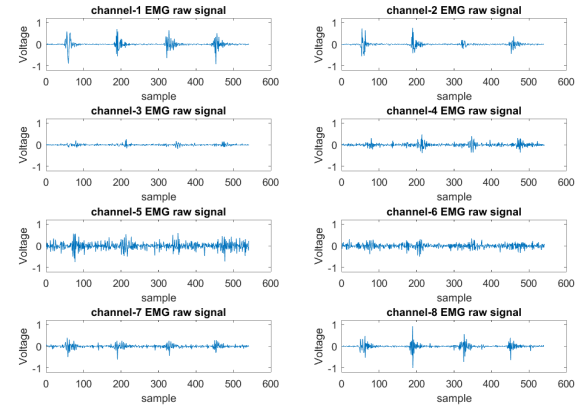 channel-1 EMG raw signal
Voltage
1
0
-1
0 100 200 300 400 500 600
sample
channel-2 EMG raw signal
Voltage
1
0
-1
0 100 200 300 400 500 600
sample
channel-3 EMG raw signal
Voltage
1
0
-1
0 100 200 300 400 500 600
sample
channel-4 EMG raw signal
Voltage
1
0
-1
0 100 200 300 400 500 600
sample
channel-5 EMG raw signal
Voltage
1
0
-1
0 100 200 300 400 500 600
sample
channel-6 EMG raw signal
Voltage
1
0
-1
0 100 200 300 400 500 600
sample
channel-7 EMG raw signal
Voltage
1
0
-1
0 100 200 300 400 500 600
sample
channel-8 EMG raw signal
Voltage
1
0
-1
0 100 200 300 400 500 600
sample